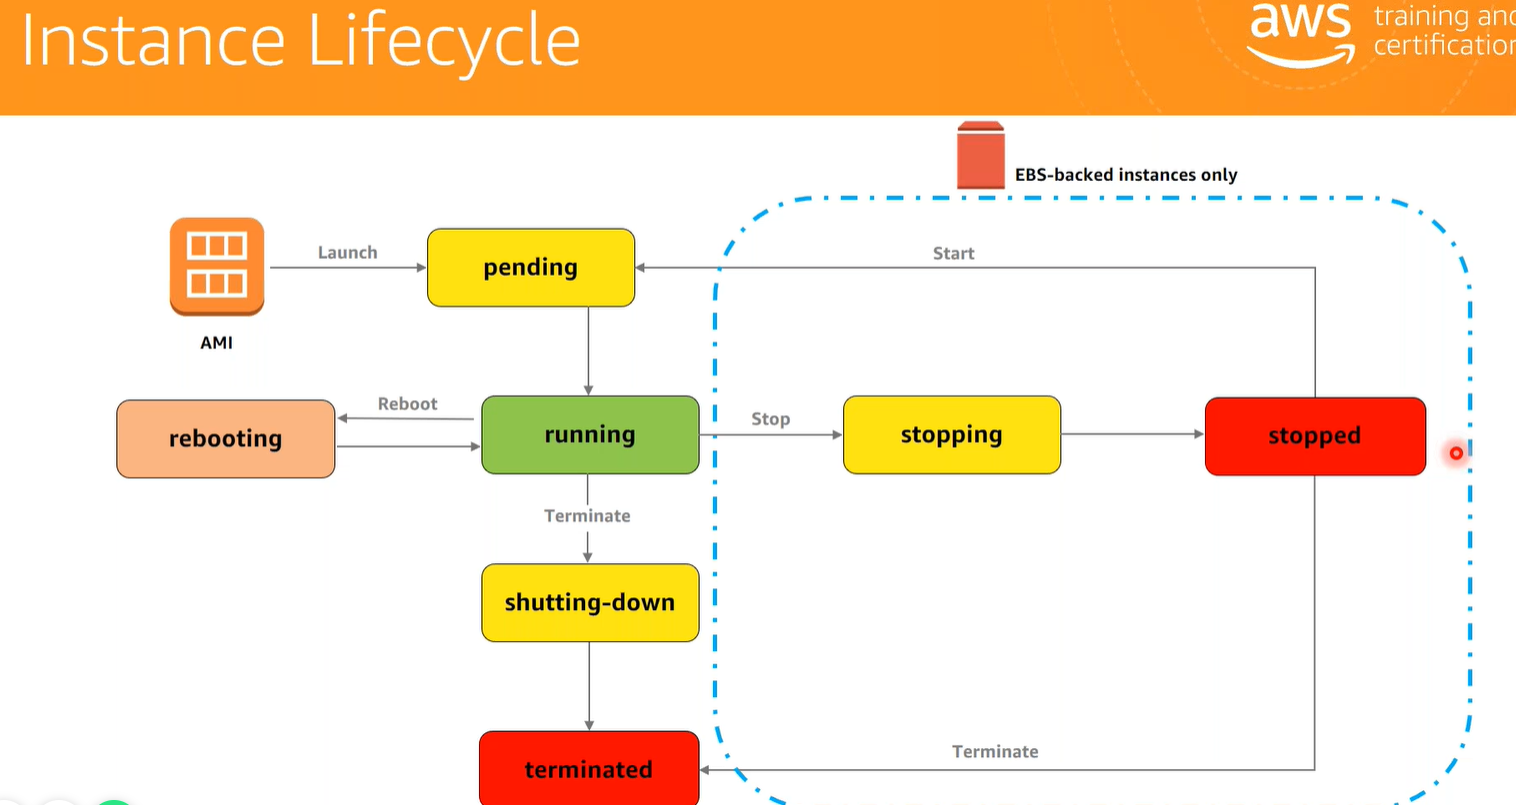 Instance Lifecycle
aws
training and
certification
EBS-backed instances only
Launch
pending
Start
AMI
Reboot
rebooting
running
Stop
stopping
stopped
Terminate
shutting-down
terminated
Terminate